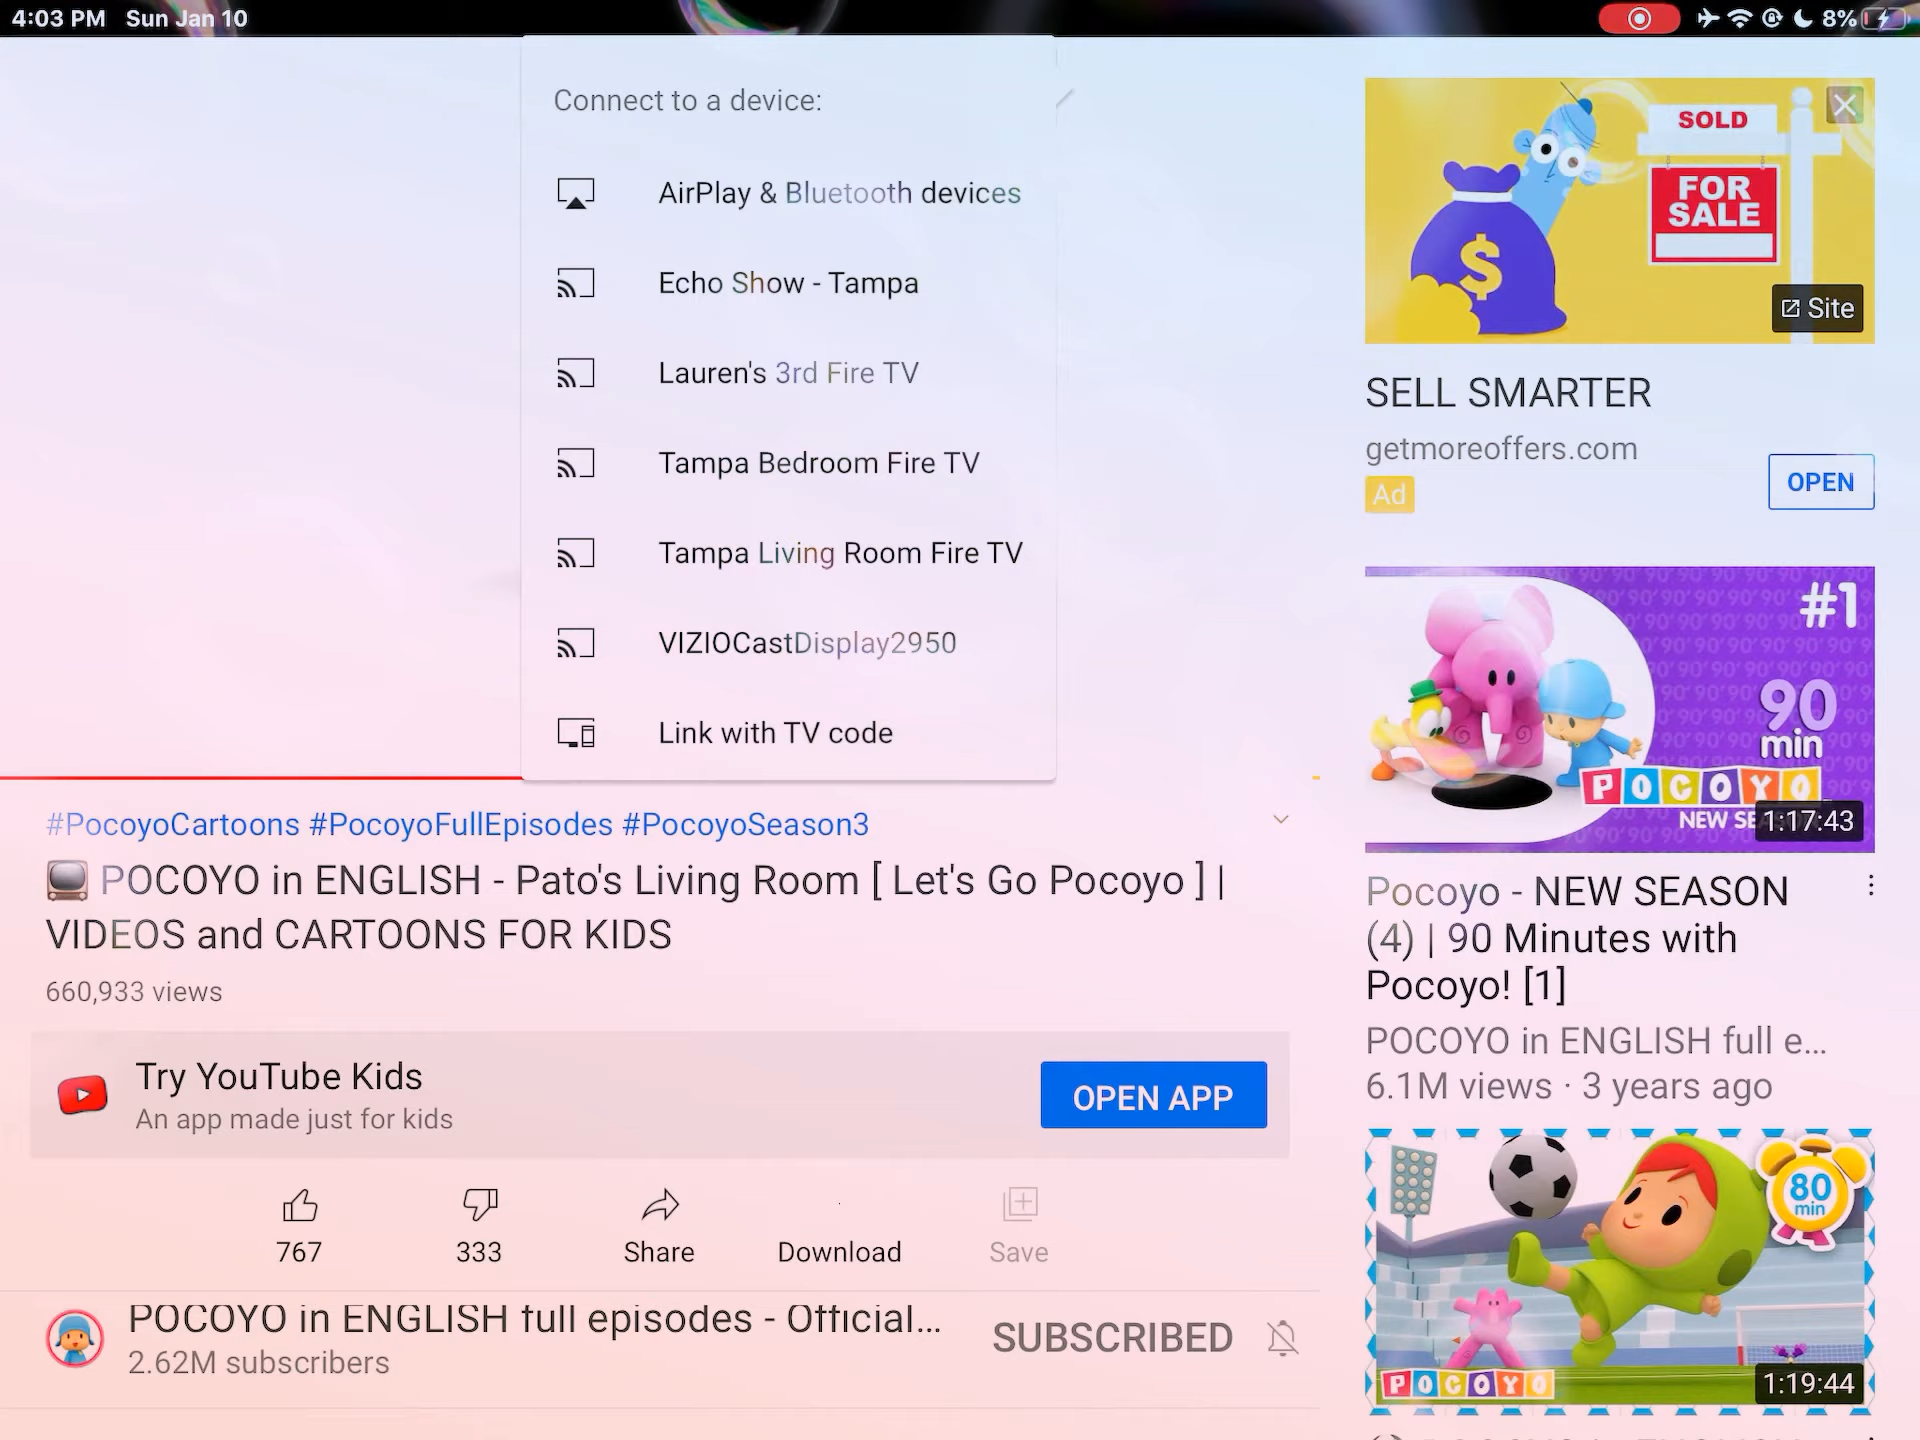 4:03 PM Sun Jan 10
8%
Connect to a device:
AirPlay & Bluetooth devices
Echo Show - Tampa
Lauren's 3rd Fire TV
Tampa Bedroom Fire TV
Tampa Living Room Fire TV
VIZIOCastDisplay2950
Link with TV code
#PocoyoCartoons #PocoyoFullEpisodes #PocoyoSeason3
POCOYO in ENGLISH - Pato's Living Room [ Let's Go Pocoyo ] |
VIDEOS and CARTOONS FOR KIDS
660,933 views
Try YouTube Kids
An app made just for kids
OPEN APP
767
333
Share
Download
Save
POCOYO in ENGLISH full episodes - Official...
2.62M subscribers
SUBSCRIBED
SOLD
FOR
SALE
$
Site
SELL SMARTER
getmoreoffers.com
Ad
OPEN
#1
90
min
POCOYO
NEW SE
1:17:43
Pocoyo - NEW SEASON
(4) | 90 Minutes with
Pocoyo! [1]
POCOYO in ENGLISH full e...
6.1M views · 3 years ago
80
min
POCOYO
1:19:44